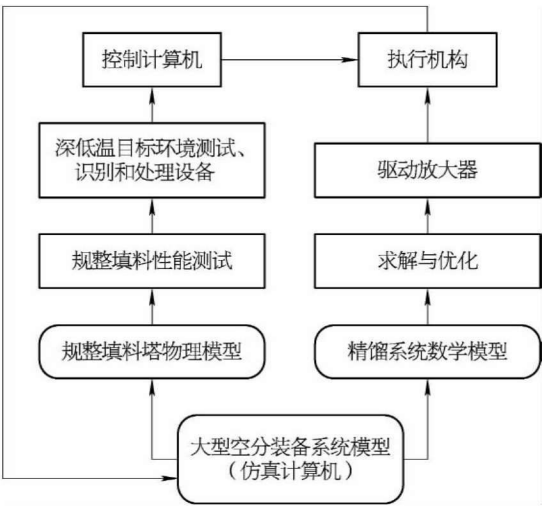 控制计算机
执行机构
深低温目标环境测试、
识别和处理设备
驱动放大器
规整填料性能测试
求解与优化
规整填料塔物理模型
精馏系统数学模型
大型空分装备系统模型
（仿真计算机）